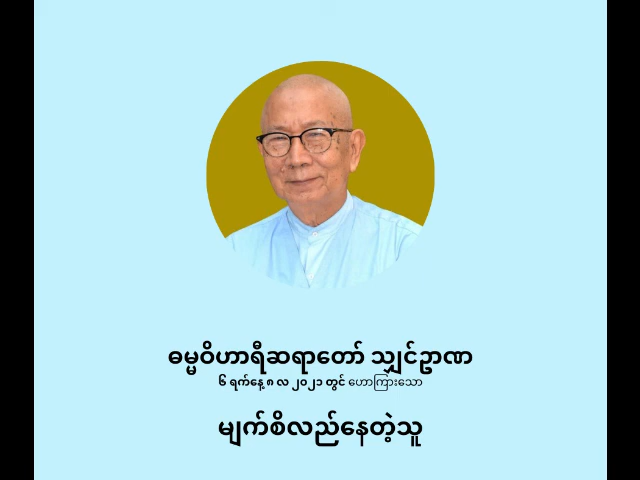 ဓမ္မဝိဟာရီဆရာတော် သျှင်ဥာဏ
၆ ရက်နေ့ ၈ လ ၂၀၂၁ တွင် ဟောကြားသော
မျက်စိလည်နေတဲ့သူ